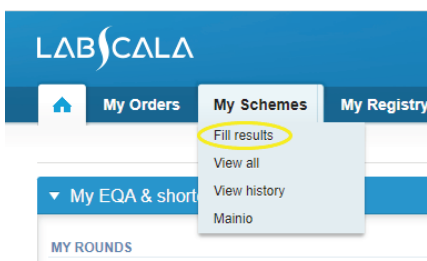 LABSCALA
My Orders My Schemes My Registry
Fill results
View all
My EQA & short
View history
Mainio
MY ROUNDS